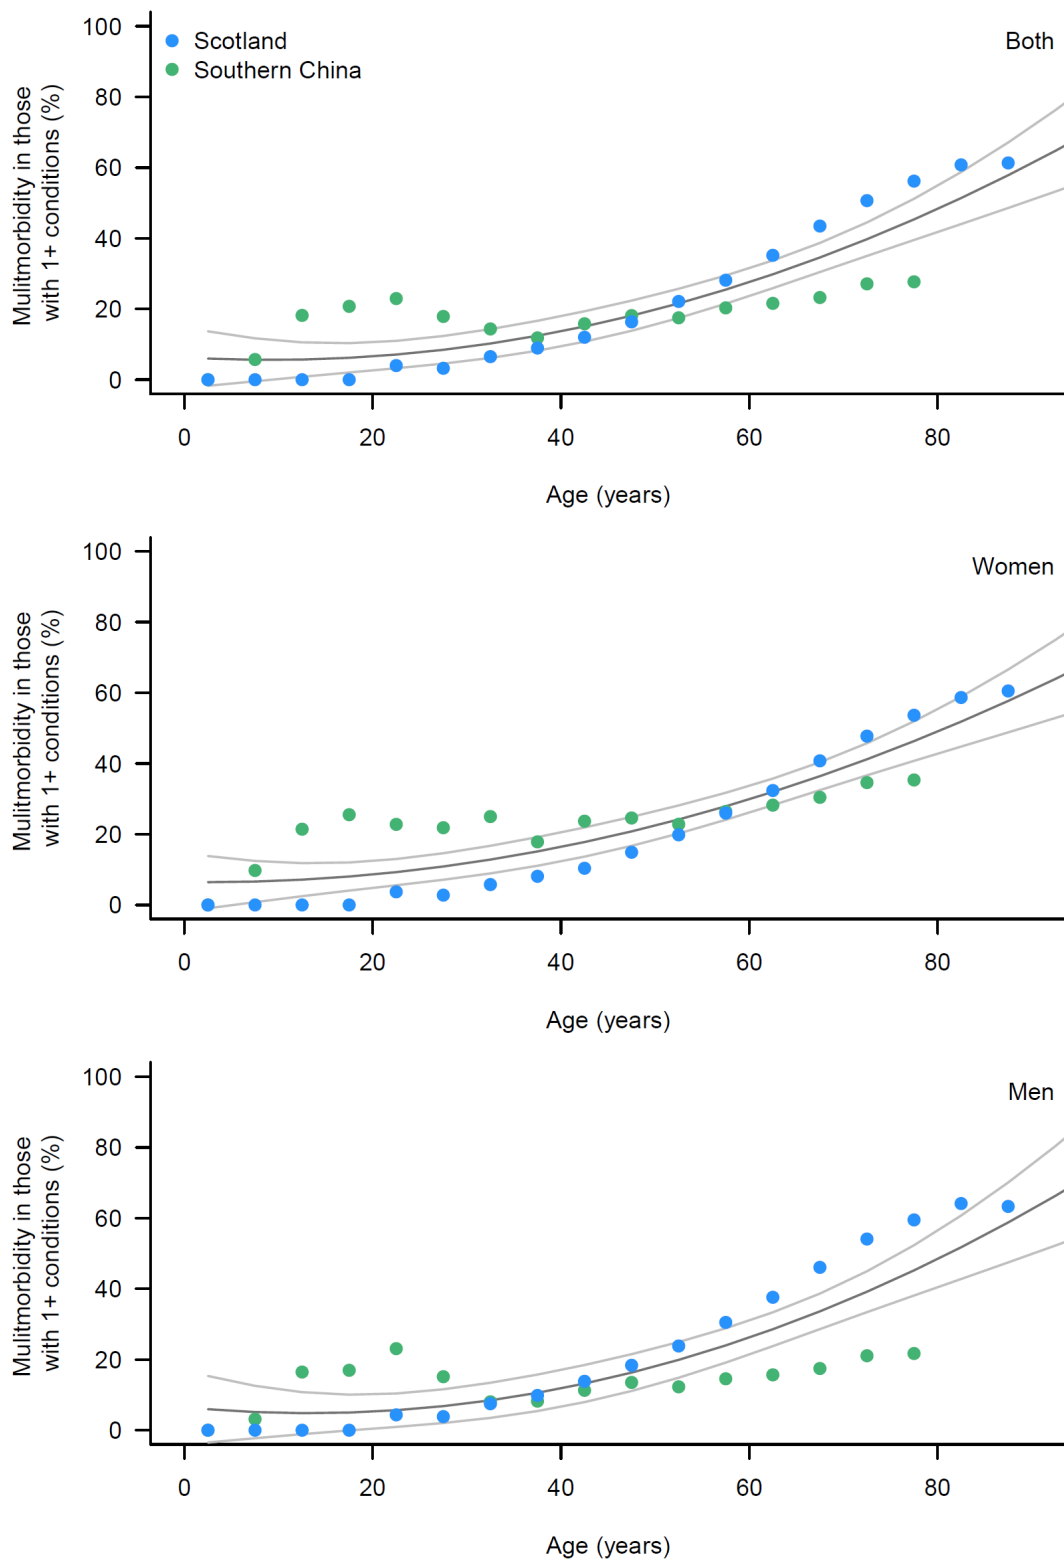 100
Scotland
Both
Southern China
80
60
40
20
0
Mulitmorbidity in those
with 1+ conditions (%)
0 20 40 60 80
Age (years)
100
Women
80
60
40
20
0
Mulitmorbidity in those
with 1+ conditions (%)
0 20 40 60 80
Age (years)
100
Men
80
60
40
20
0
Mulitmorbidity in those
with 1+ conditions (%)
0 20 40 60 80
Age (years)